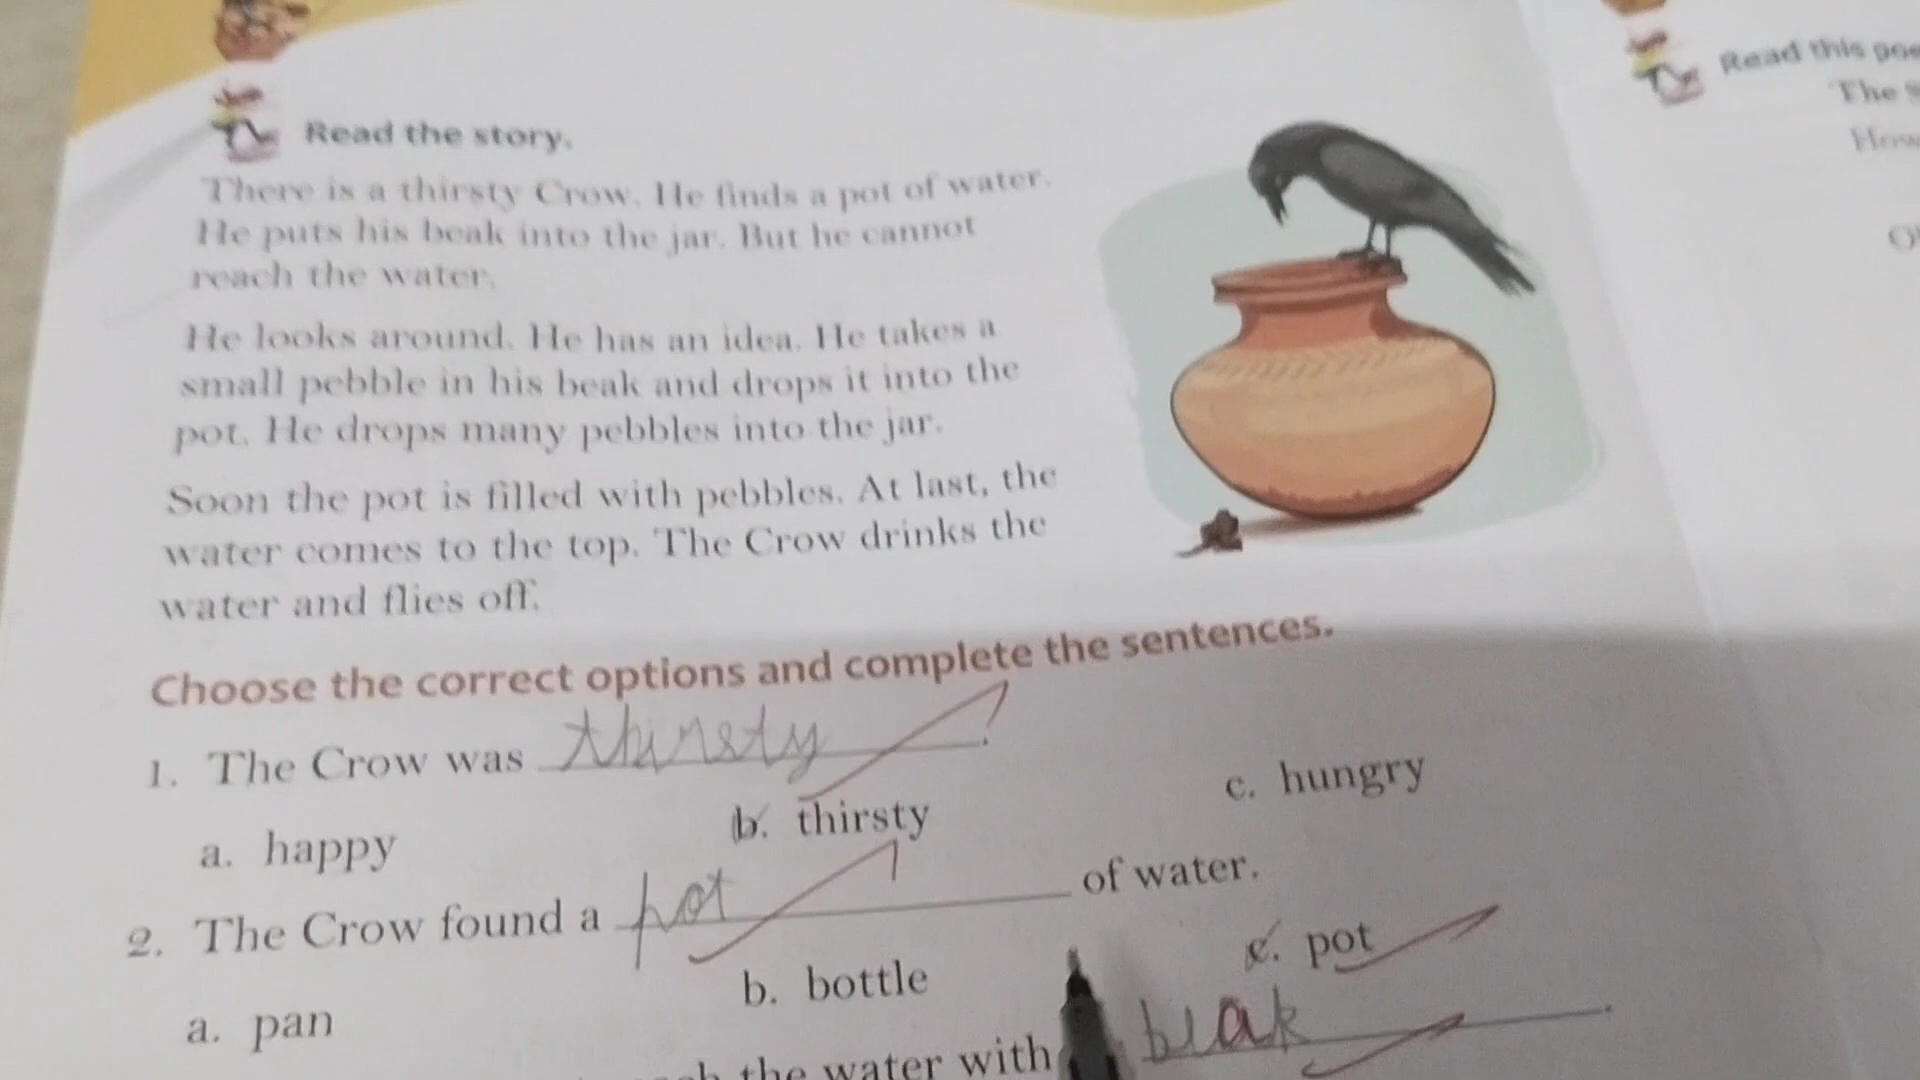 Read the story.
There is a thirsty Crow. He finds a pot of water.
He puts his beak into the jar. But he cannot
reach the water.
He looks around. He has an idea. He takes a
small pebble in his beak and drops it into the
pot. He drops many pebbles into the jar.
Soon the pot is filled with pebbles. At last, the
water comes to the top. The Crow drinks the
water and flies off.
Choose the correct options and complete the sentences.
1. The Crow was thirsty.
a. happy b. thirsty c. hungry
2. The Crow found a pot of water.
a. pan b. bottle c. pot
the water with beak.
Read this
The
How